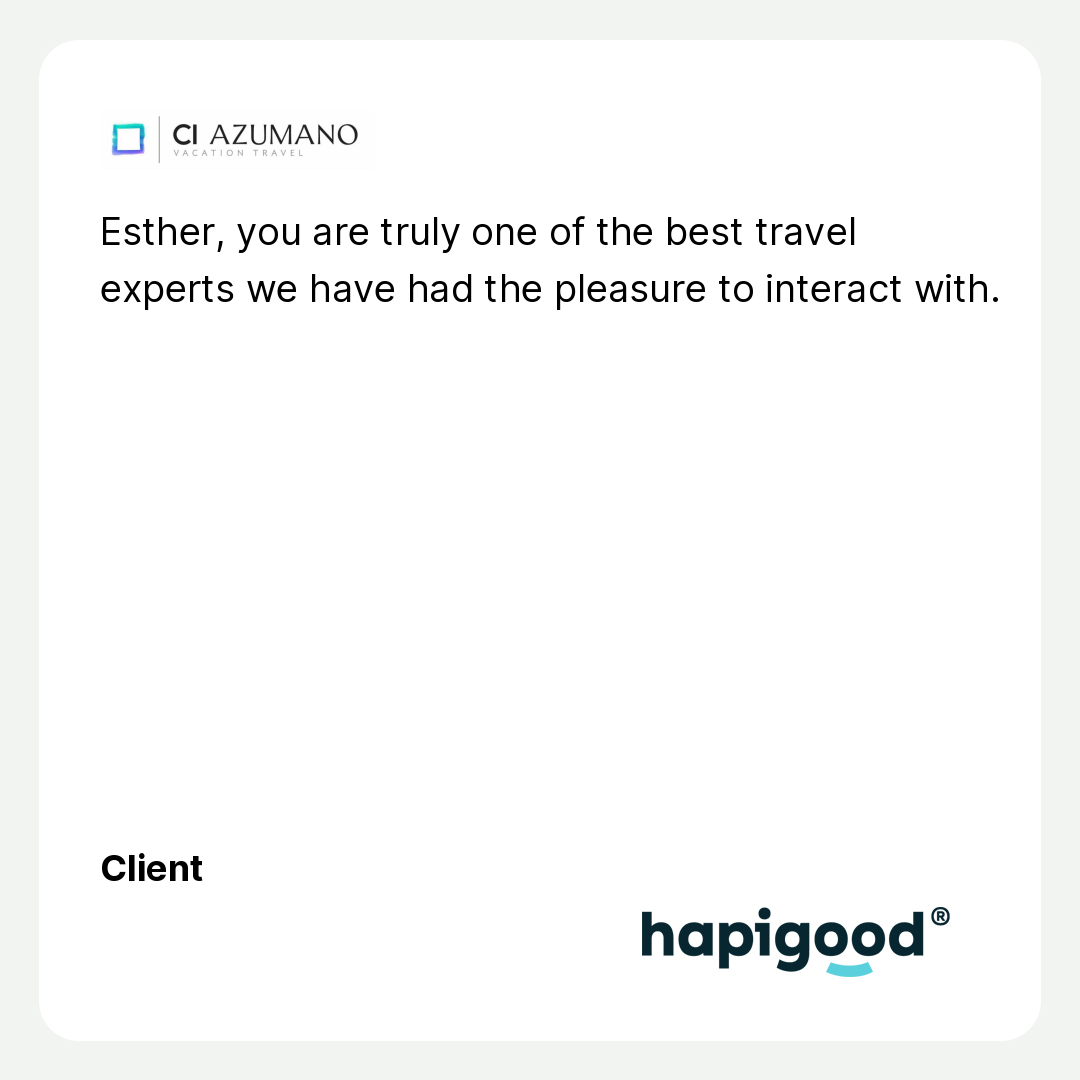 CI AZUMANO
VACATION TRAVEL
Esther, you are truly one of the best travel
experts we have had the pleasure to interact with.
Client
hapigood®